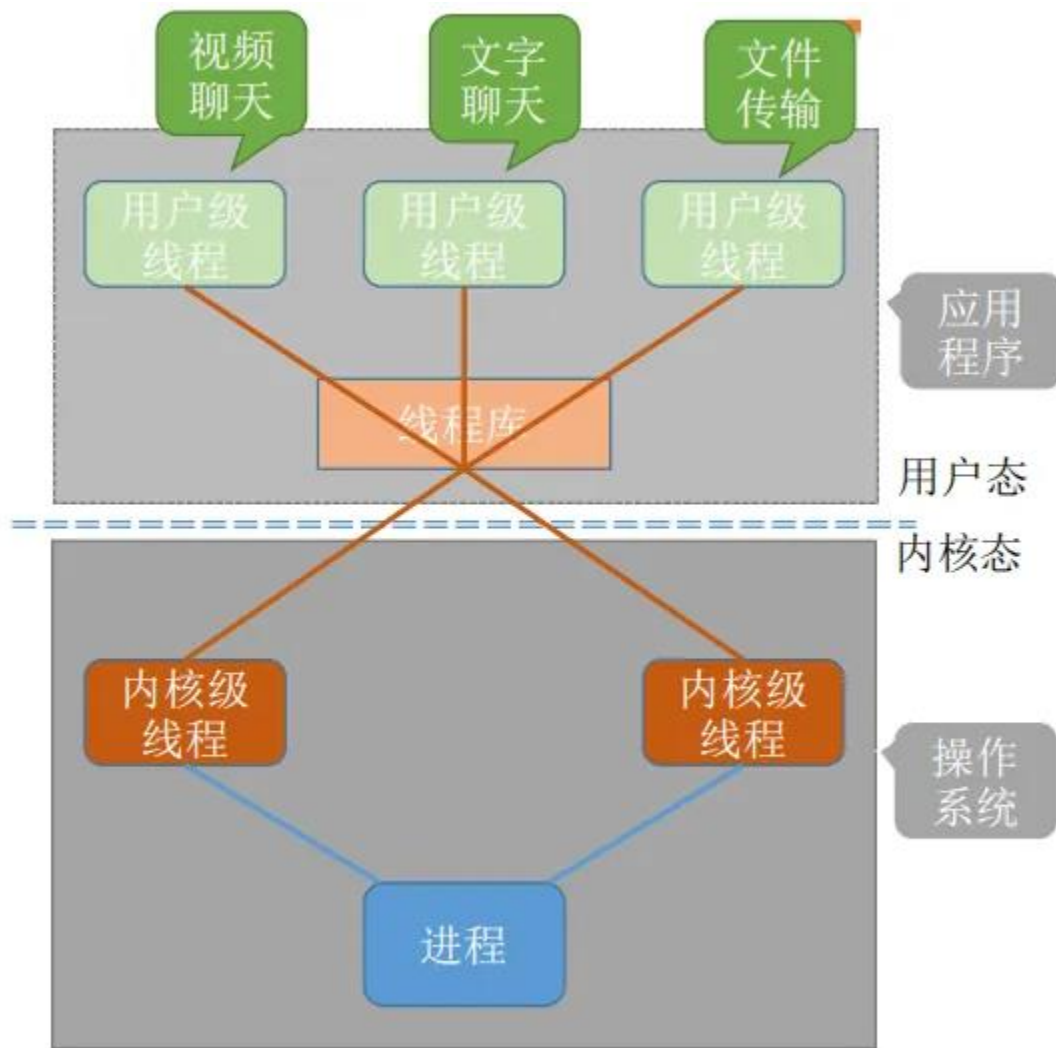 视频
聊天
文字
聊天
文件
传输
用户级
线程
用户级
线程
用户级
线程
应用
程序
线程库
用户态
内核态
内核级
线程
内核级
线程
操作
系统
进程